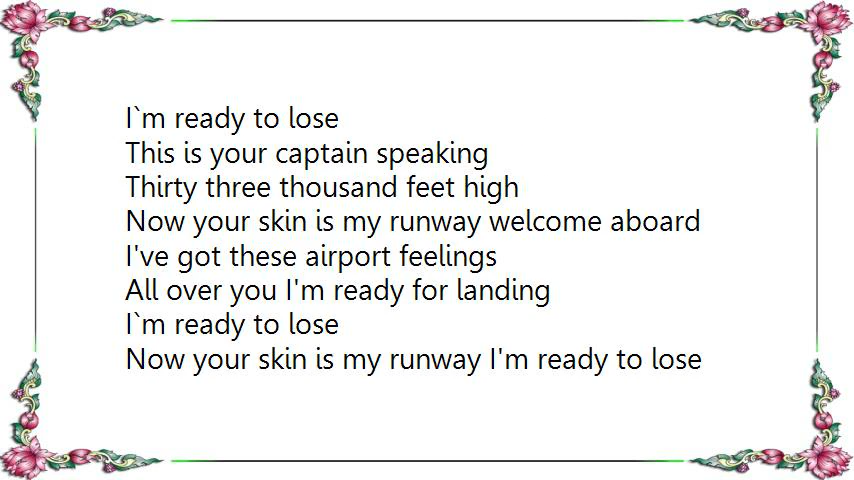 I`m ready to lose
This is your captain speaking
Thirty three thousand feet high
Now your skin is my runway welcome aboard
I've got these airport feelings
All over you I'm ready for landing
I`m ready to lose
Now your skin is my runway I'm ready to lose